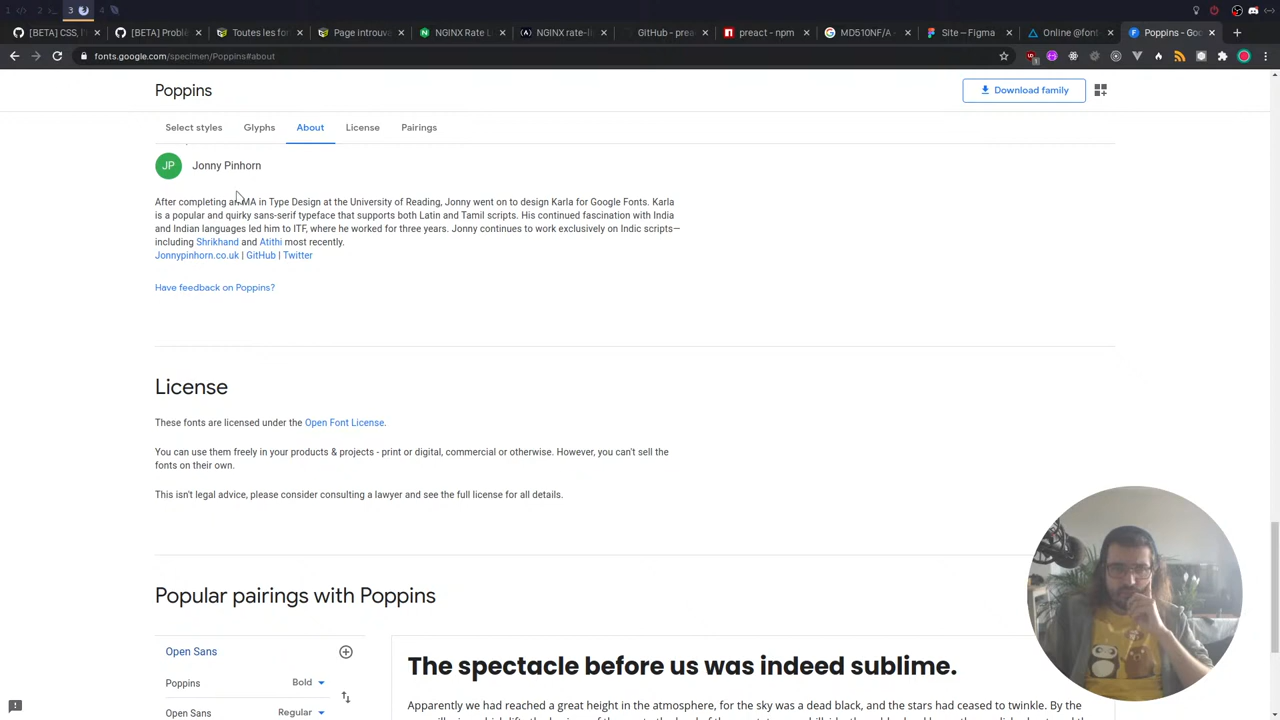 1
2
3
4
[BETA] CSS, l'
[BETA] Problè
Toutes les for
Page introuva
NGINX Rate L
NGINX rate-li
GitHub - prea
preact - npm
MD510NF/A -
Site – Figma
Online @font
Poppins - Goo
fonts.google.com/specimen/Poppins#about
Poppins
Download family
Select styles
Glyphs
About
License
Pairings
JP
Jonny Pinhorn
After completing an MA in Type Design at the University of Reading, Jonny went on to design Karla for Google Fonts. Karla
is a popular and quirky sans-serif typeface that supports both Latin and Tamil scripts. His continued fascination with India
and Indian languages led him to ITF, where he worked for three years. Jonny continues to work exclusively on Indic scripts—
including Shrikhand and Atithi most recently.
Jonnypinhorn.co.uk | GitHub | Twitter
Have feedback on Poppins?
License
These fonts are licensed under the Open Font License.
You can use them freely in your products & projects - print or digital, commercial or otherwise. However, you can't sell the
fonts on their own.
This isn't legal advice, please consider consulting a lawyer and see the full license for all details.
Popular pairings with Poppins
Open Sans
Poppins
Bold
Open Sans
Regular
The spectacle before us was indeed sublime.
Apparently we had reached a great height in the atmosphere, for the sky was a dead black, and the stars had ceased to twinkle. By the